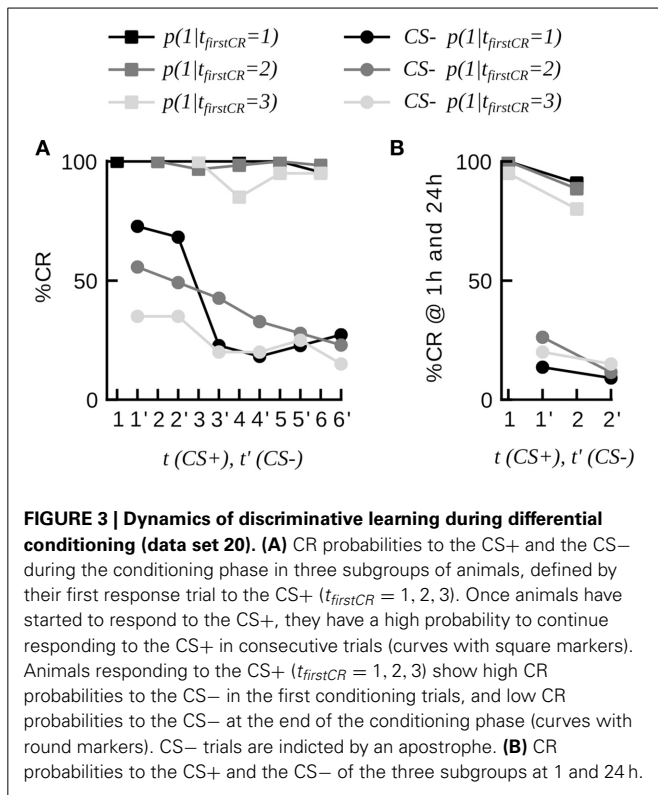 p(1|t_firstCR=1)
CS- p(1|t_firstCR=1)
p(1|t_firstCR=2)
CS- p(1|t_firstCR=2)
p(1|t_firstCR=3)
CS- p(1|t_firstCR=3)
A
100
50
0
%CR
1 1' 2 2' 3 3' 4 4' 5 5' 6 6'
t (CS+), t' (CS-)
B
100
50
0
%CR @ 1h and 24h
1 1' 2 2'
t (CS+), t' (CS-)
FIGURE 3 | Dynamics of discriminative learning during differential
conditioning (data set 20). (A) CR probabilities to the CS+ and the CS−
during the conditioning phase in three subgroups of animals, defined by
their first response trial to the CS+ (t_firstCR = 1, 2, 3). Once animals have
started to respond to the CS+, they have a high probability to continue
responding to the CS+ in consecutive trials (curves with square markers).
Animals responding to the CS+ (t_firstCR = 1, 2, 3) show high CR
probabilities to the CS− in the first conditioning trials, and low CR
probabilities to the CS− at the end of the conditioning phase (curves with
round markers). CS− trials are indicted by an apostrophe. (B) CR
probabilities to the CS+ and the CS− of the three subgroups at 1 and 24 h.